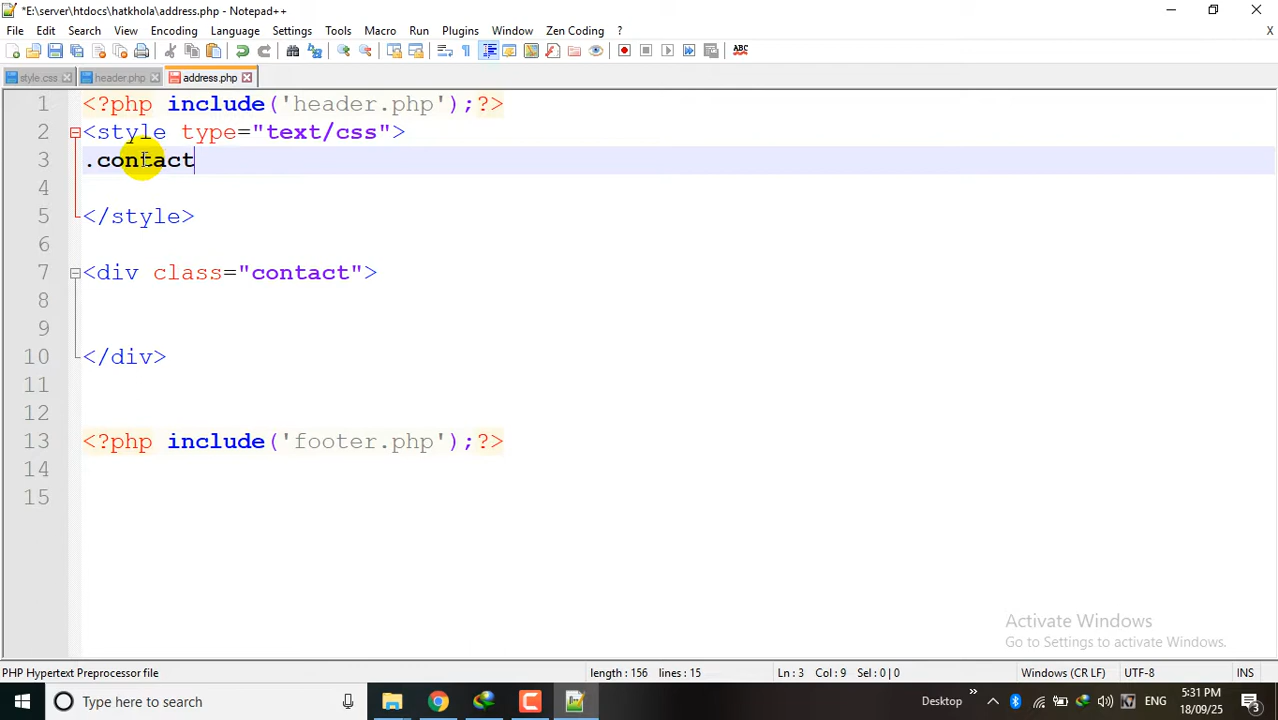 *E:\server\htdocs\hatkhola\address.php - Notepad++
File Edit Search View Encoding Language Settings Tools Macro Run Plugins Window Zen Coding ? X
style.css header.php address.php
1 <?php include('header.php');?>
2 <style type="text/css">
3 .contact
4
5 </style>
6
7 <div class="contact">
8
9
10 </div>
11
12
13 <?php include('footer.php');?>
14
15
Activate Windows
Go to Settings to activate Windows.
PHP Hypertext Preprocessor file length : 156 lines : 15 Ln : 3 Col : 9 Sel : 0 | 0 Windows (CR LF) UTF-8 INS
Type here to search Desktop ENG 5:31 PM 18/09/25 3